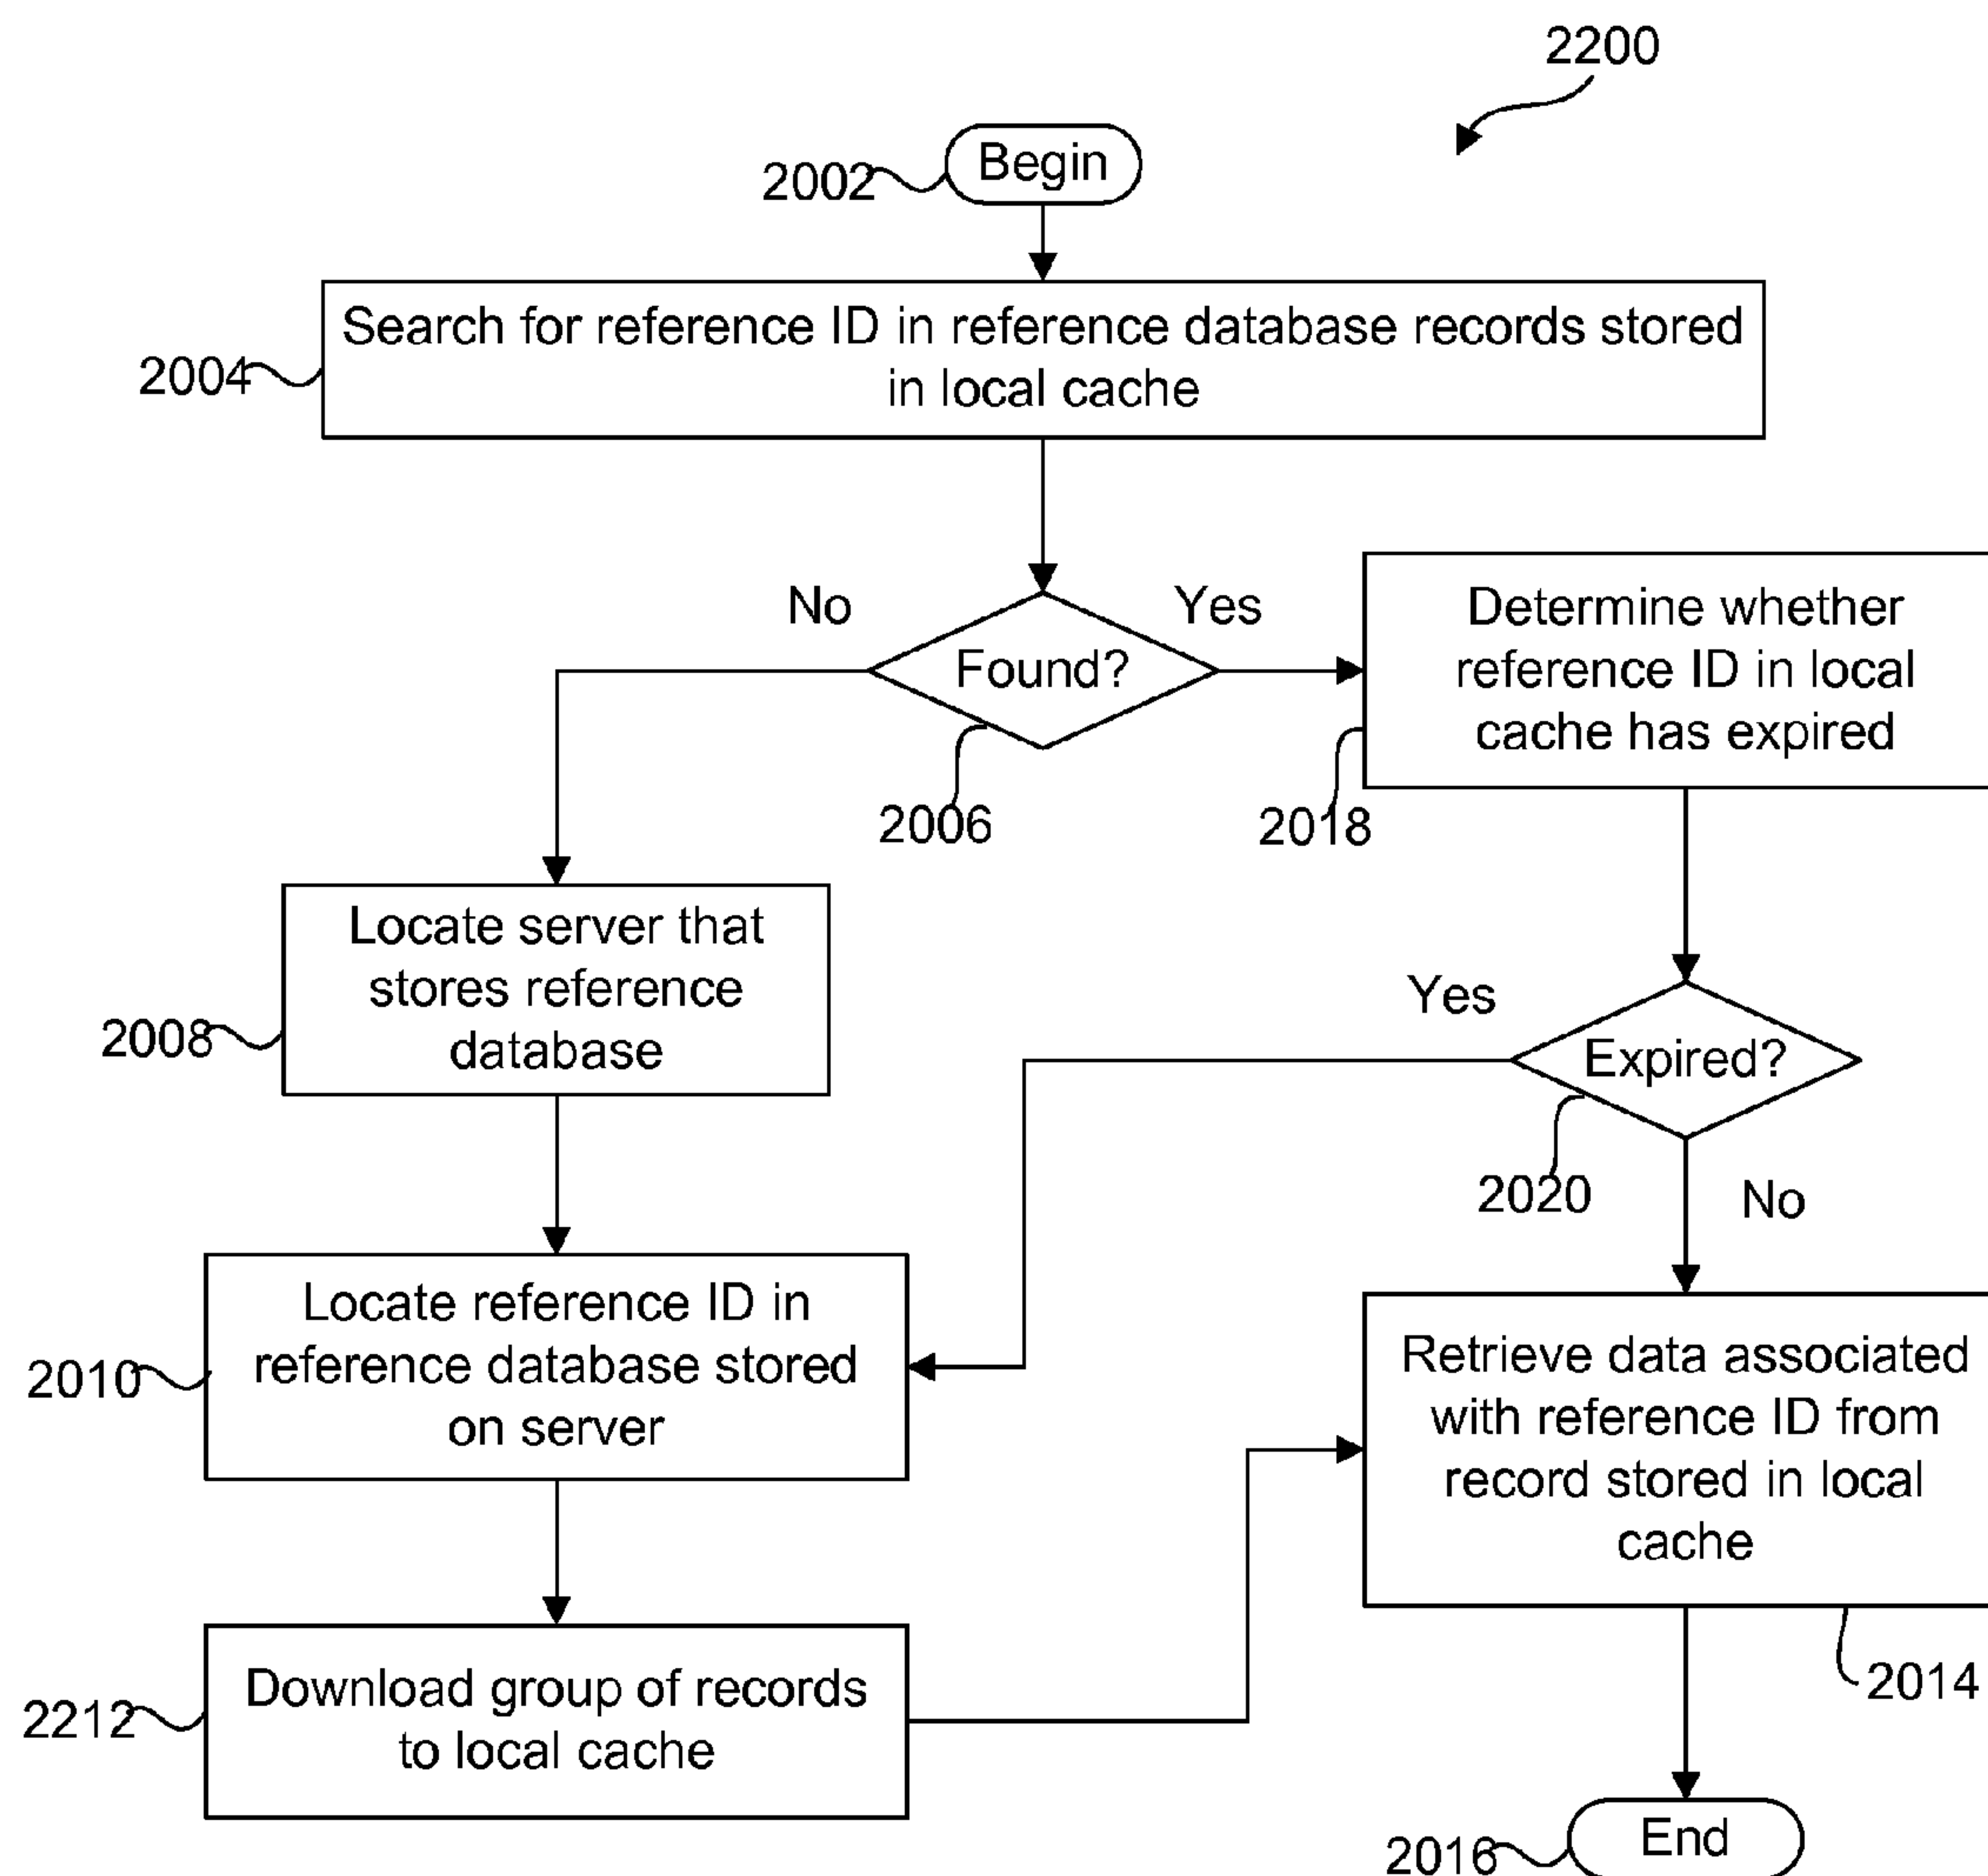 2200
Begin
2002
Search for reference ID in reference database records stored
in local cache
2004
No
Yes
Found?
2006
Determine whether
reference ID in local
cache has expired
2018
Locate server that
stores reference
database
2008
Yes
Expired?
2020
No
Locate reference ID in
reference database stored
on server
2010
Retrieve data associated
with reference ID from
record stored in local
cache
2014
Download group of records
to local cache
2212
End
2016